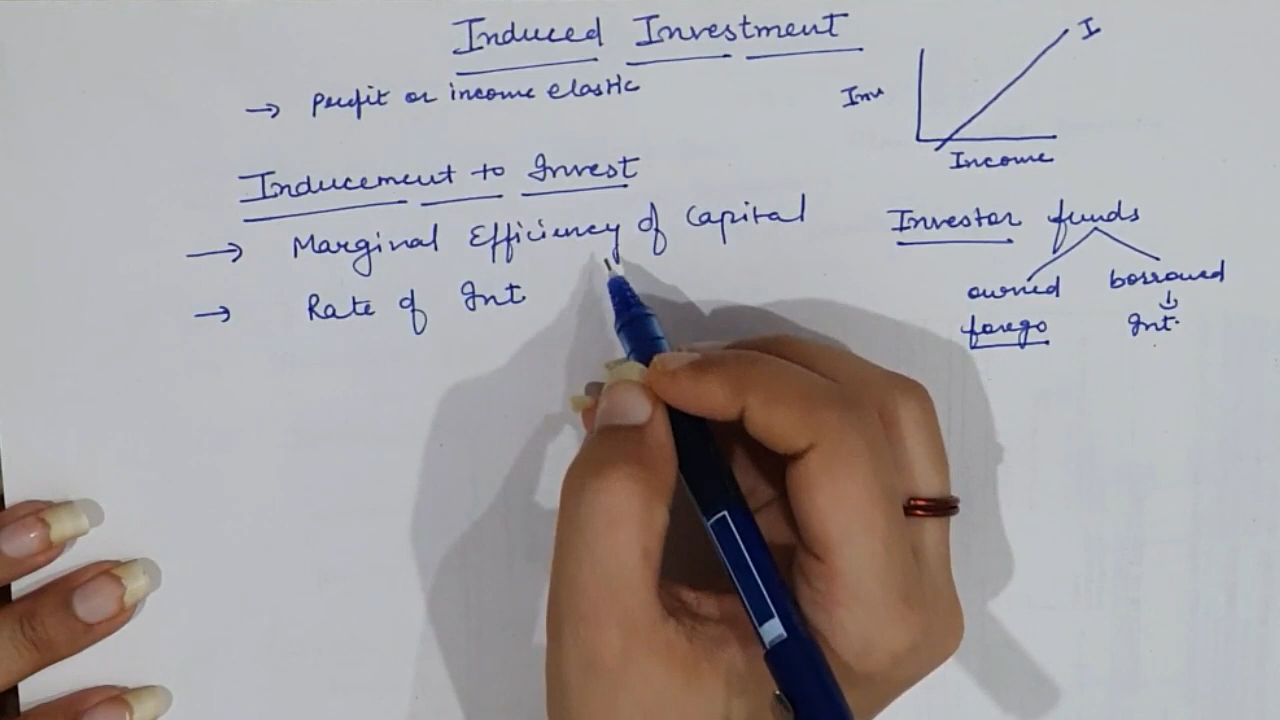 Induced Investment
→ Profit or income elastic
Inv
I
Income
Inducement to Invest
→ Marginal Efficiency of Capital
→ Rate of Int
Investor funds
owned borrowed
forego Int.